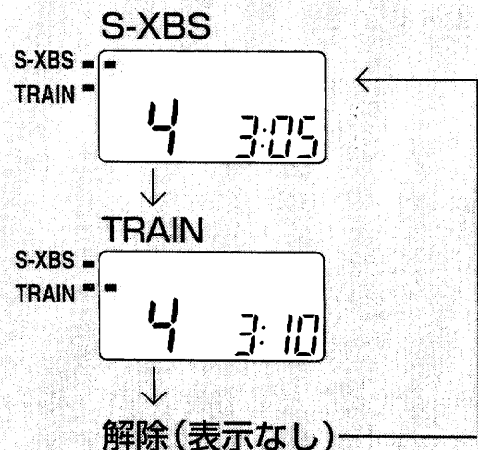 S-XBS
S-XBS
TRAIN
4 3:05
TRAIN
S-XBS
TRAIN
4 3:10
解除(表示なし)